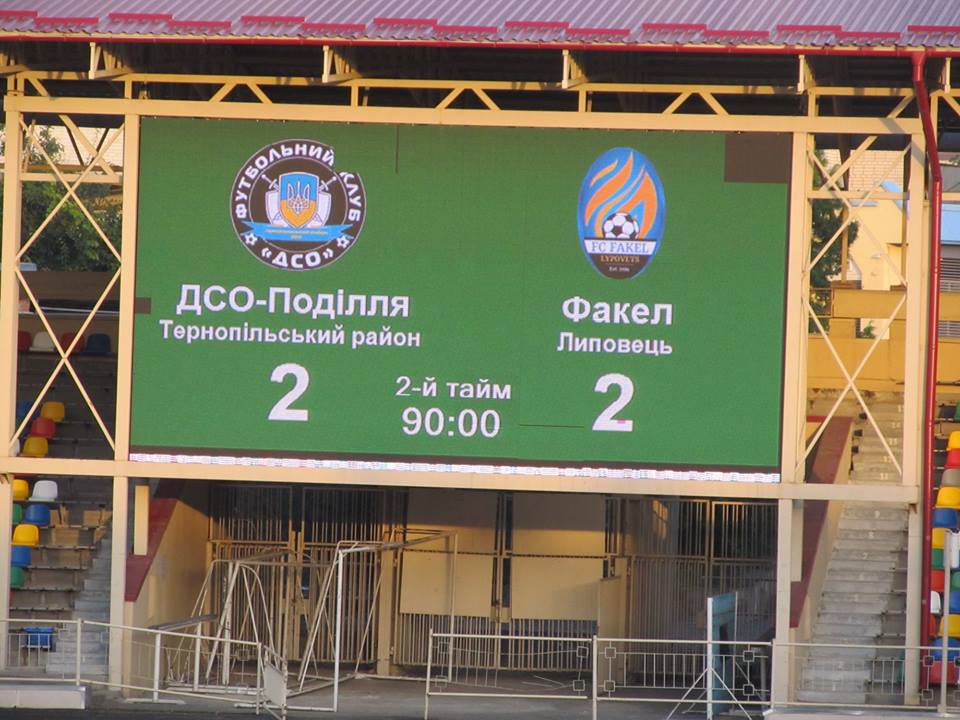 ФУТБОЛЬНИЙ КЛУБ
«ДСО»
FC FAKEL
LYPOVETS
ДСО-Поділля
Тернопільський район
2
2-й тайм
90:00
Факел
Липовець
2